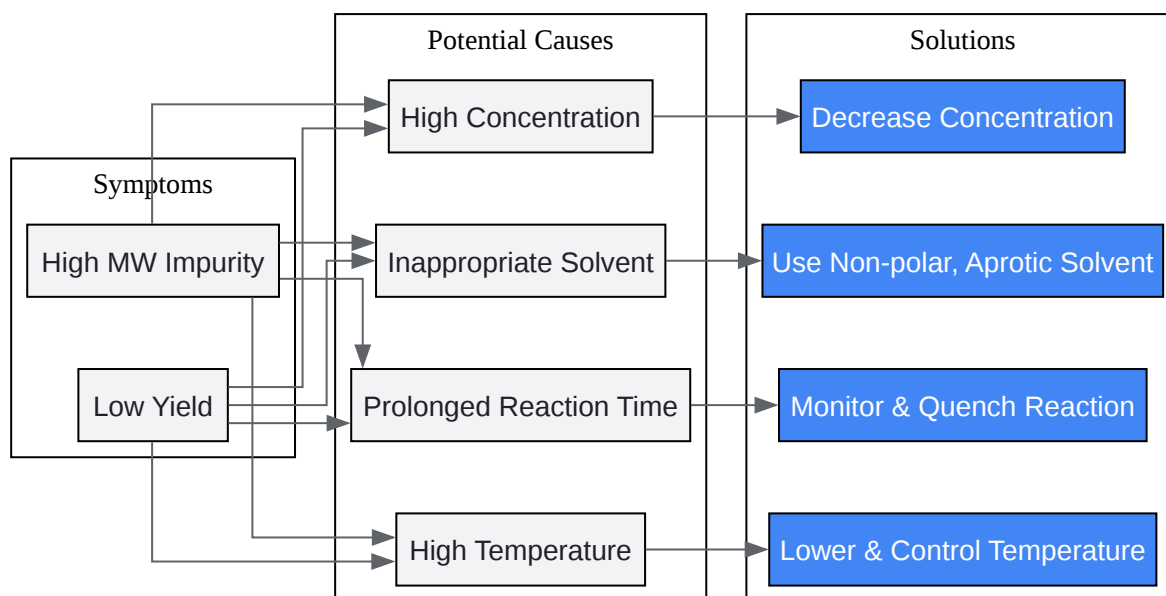 Potential Causes
Solutions
High Concentration
Decrease Concentration
Symptoms
High MW Impurity
Inappropriate Solvent
Use Non-polar, Aprotic Solvent
Low Yield
Prolonged Reaction Time
Monitor & Quench Reaction
High Temperature
Lower & Control Temperature